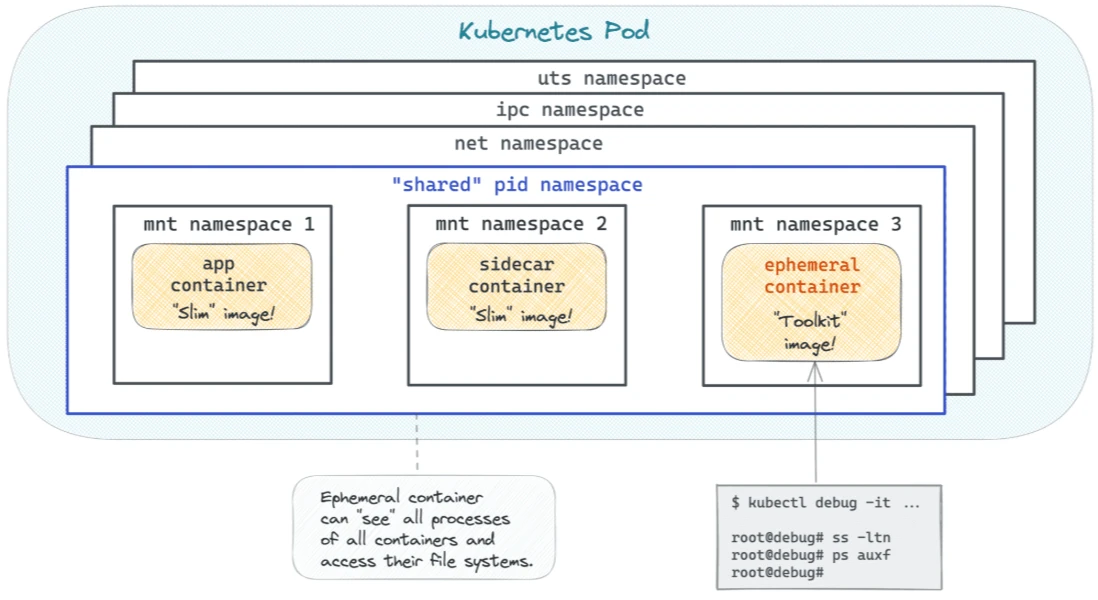 Kubernetes Pod
uts namespace
ipc namespace
net namespace
"shared" pid namespace
mnt namespace 1
app
container
"Slim" image!
mnt namespace 2
sidecar
container
"Slim" image!
mnt namespace 3
ephemeral
container
"Toolkit"
image!
Ephemeral container
can "see" all processes
of all containers and
access their file systems.
$ kubectl debug -it ...
root@debug# ss -ltn
root@debug# ps auxf
root@debug#